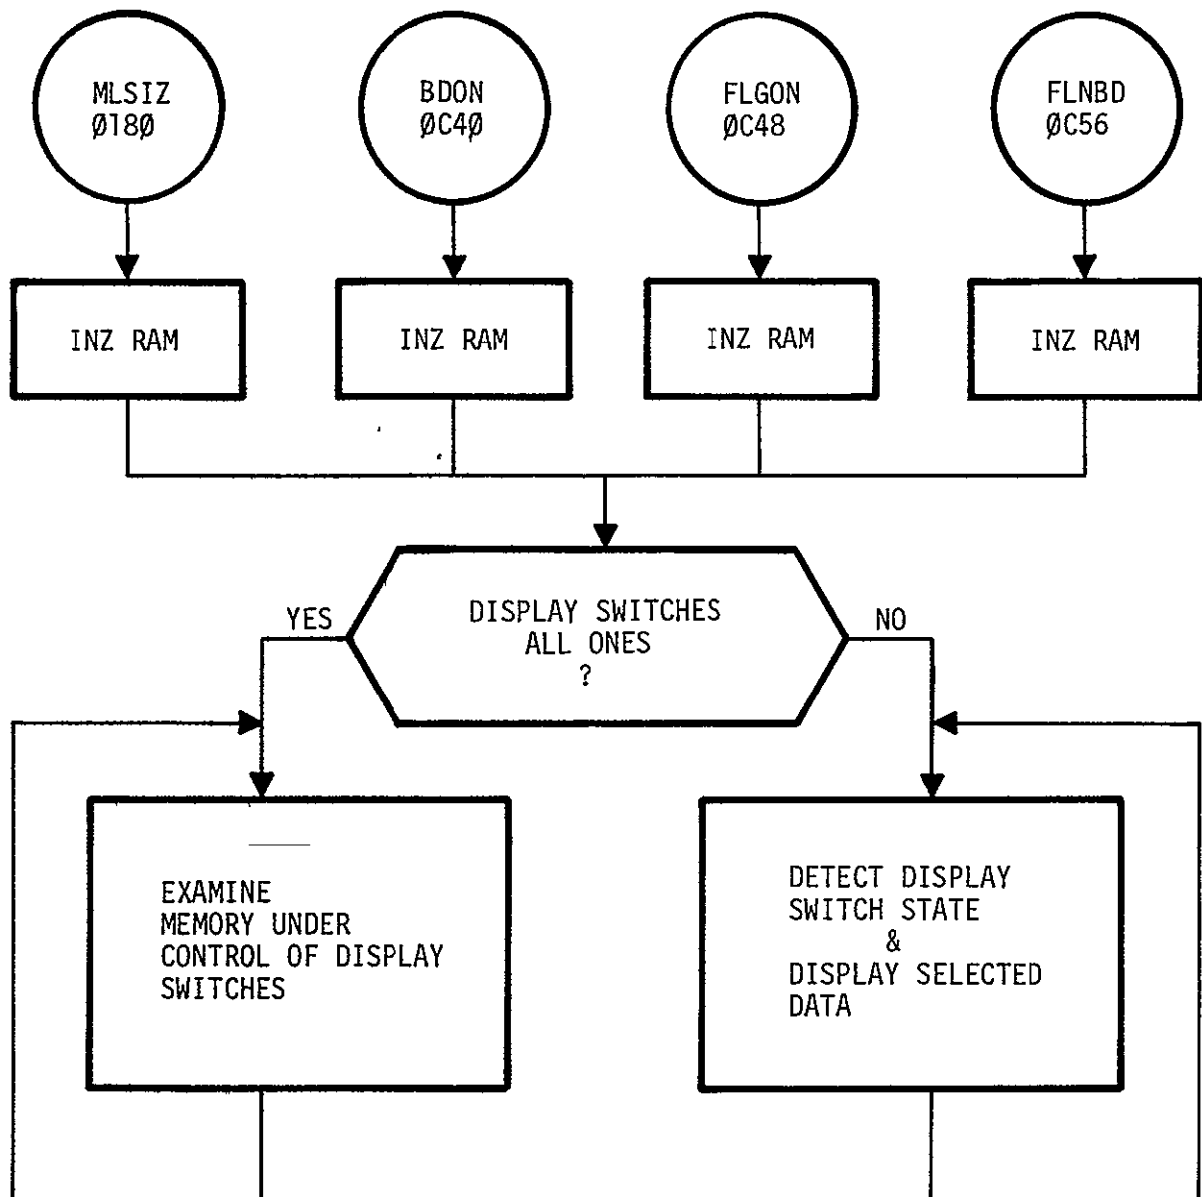 MLSIZ
Ø18Ø
BDON
ØC4Ø
FLGON
ØC48
FLNBD
ØC56
INZ RAM
INZ RAM
INZ RAM
INZ RAM
YES
DISPLAY SWITCHES
ALL ONES
?
NO
EXAMINE
MEMORY UNDER
CONTROL OF DISPLAY
SWITCHES
DETECT DISPLAY
SWITCH STATE
&
DISPLAY SELECTED
DATA